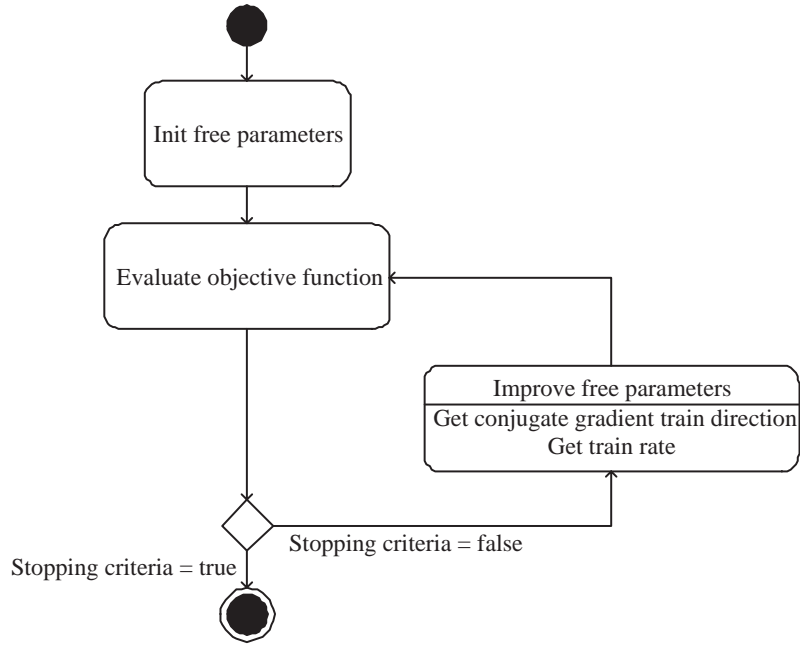 Init free parameters
Evaluate objective function
Improve free parameters
Get conjugate gradient train direction
Get train rate
Stopping criteria = false
Stopping criteria = true